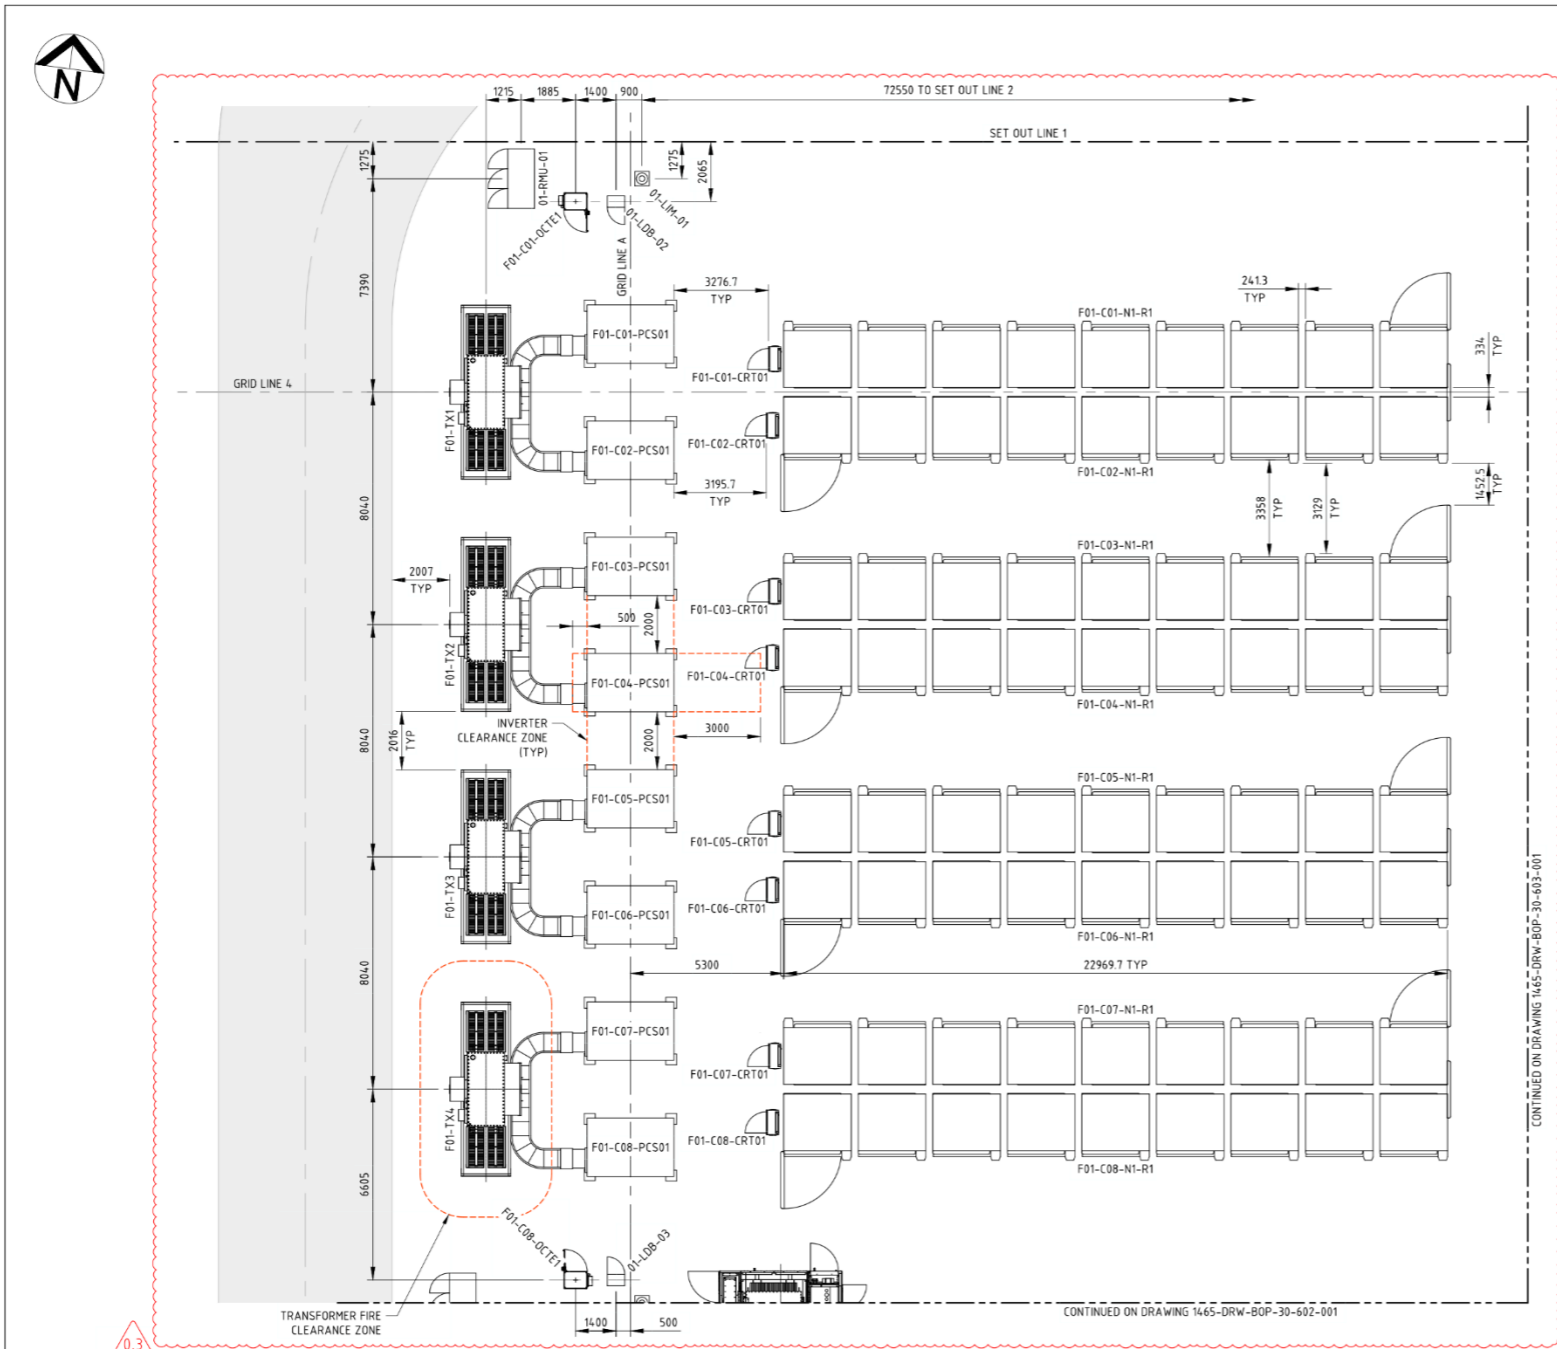 N
1215
1885
1400
900
72550 TO SET OUT LINE 2
SET OUT LINE 1
1275
01-RMU-01
1275
2065
01-LIM-01
F01-C01-OCTE1
01-LDB-02
GRID LINE A
7390
3276.7
TYP
241.3
TYP
F01-C01-N1-R1
F01-C01-PCS01
334
TYP
F01-C01-CRT01
GRID LINE 4
F01-TX1
F01-C02-CRT01
F01-C02-PCS01
F01-C02-N1-R1
3195.7
TYP
1452.5
TYP
8040
3358
TYP
3129
TYP
F01-C03-N1-R1
F01-C03-PCS01
2007
TYP
F01-C03-CRT01
500
2000
F01-TX2
F01-C04-CRT01
F01-C04-PCS01
F01-C04-N1-R1
INVERTER
CLEARANCE ZONE
(TYP)
3000
2000
8040
2016
TYP
F01-C05-N1-R1
F01-C05-PCS01
F01-C05-CRT01
F01-TX3
F01-C06-CRT01
F01-C06-PCS01
F01-C06-N1-R1
5300
22969.7 TYP
8040
F01-C07-N1-R1
F01-C07-PCS01
F01-C07-CRT01
F01-TX4
F01-C08-CRT01
F01-C08-PCS01
F01-C08-N1-R1
6605
CONTINUED ON DRAWING 1465-DRW-BOP-30-603-001
F01-C08-OCTE1
01-LDB-03
TRANSFORMER FIRE
CLEARANCE ZONE
1400
500
CONTINUED ON DRAWING 1465-DRW-BOP-30-602-001
0.3